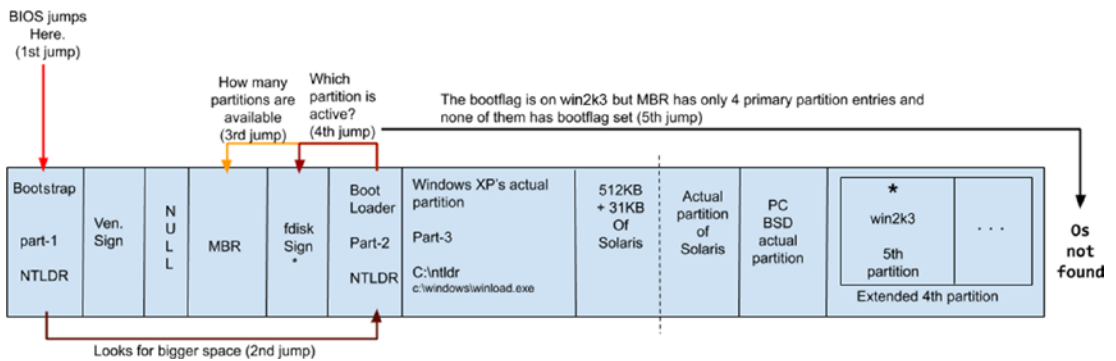 BIOS jumps
Here.
(1st jump)
How many
partitions are
available
(3rd jump)
Which
partition is
active?
(4th jump)
The bootflag is on win2k3 but MBR has only 4 primary partition entries and
none of them has bootflag set (5th jump)
Bootstrap
part-1
NTLDR
Ven.
Sign
N
U
L
L
MBR
fdisk
Sign
*
Boot
Loader
Part-2
NTLDR
Windows XP's actual
partition
Part-3
C:\ntldr
c:\windows\winload.exe
512KB
+ 31KB
Of
Solaris
Actual
partition
of
Solaris
PC
BSD
actual
partition
*
win2k3
5th
partition
. . .
Extended 4th partition
Os
not
found
Looks for bigger space (2nd jump)